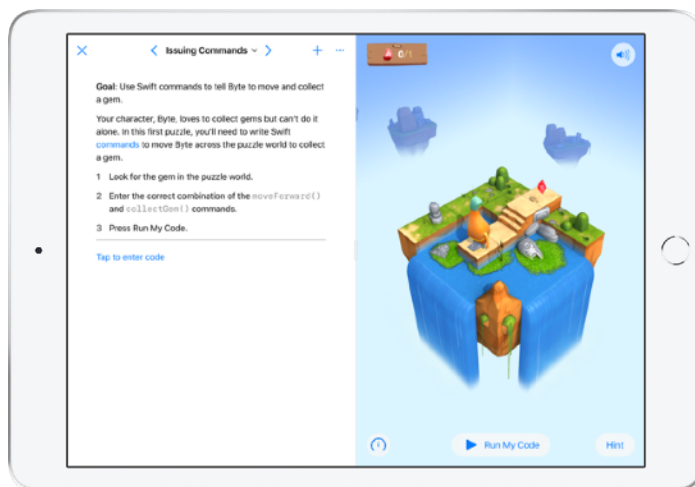 Issuing Commands
0/1
Goal: Use Swift commands to tell Byte to move and collect
a gem.
Your character, Byte, loves to collect gems but can't do it
alone. In this first puzzle, you'll need to write Swift
commands to move Byte across the puzzle world to collect
a gem.
1 Look for the gem in the puzzle world.
2 Enter the correct combination of the moveForward()
and collectGem() commands.
3 Press Run My Code.
Tap to enter code
Run My Code
Hint